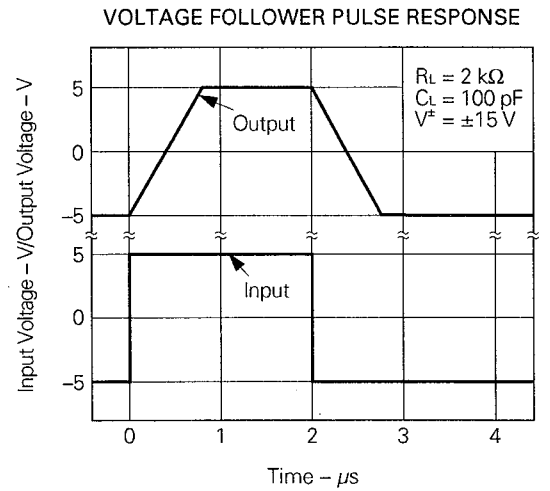 VOLTAGE FOLLOWER PULSE RESPONSE
Input Voltage – V/Output Voltage – V
5
0
−5
5
0
−5
RL = 2 kΩ
CL = 100 pF
V± = ±15 V
Output
Input
0 1 2 3 4
Time – μs